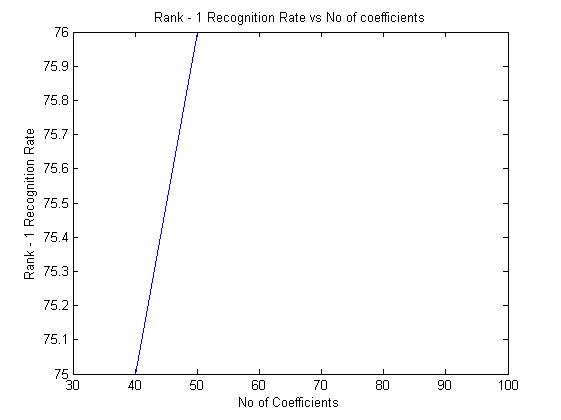 Rank - 1 Recognition Rate vs No of coefficients
76
75.9
75.8
75.7
75.6
75.5
75.4
75.3
75.2
75.1
75
Rank - 1 Recognition Rate
30 40 50 60 70 80 90 100
No of Coefficients